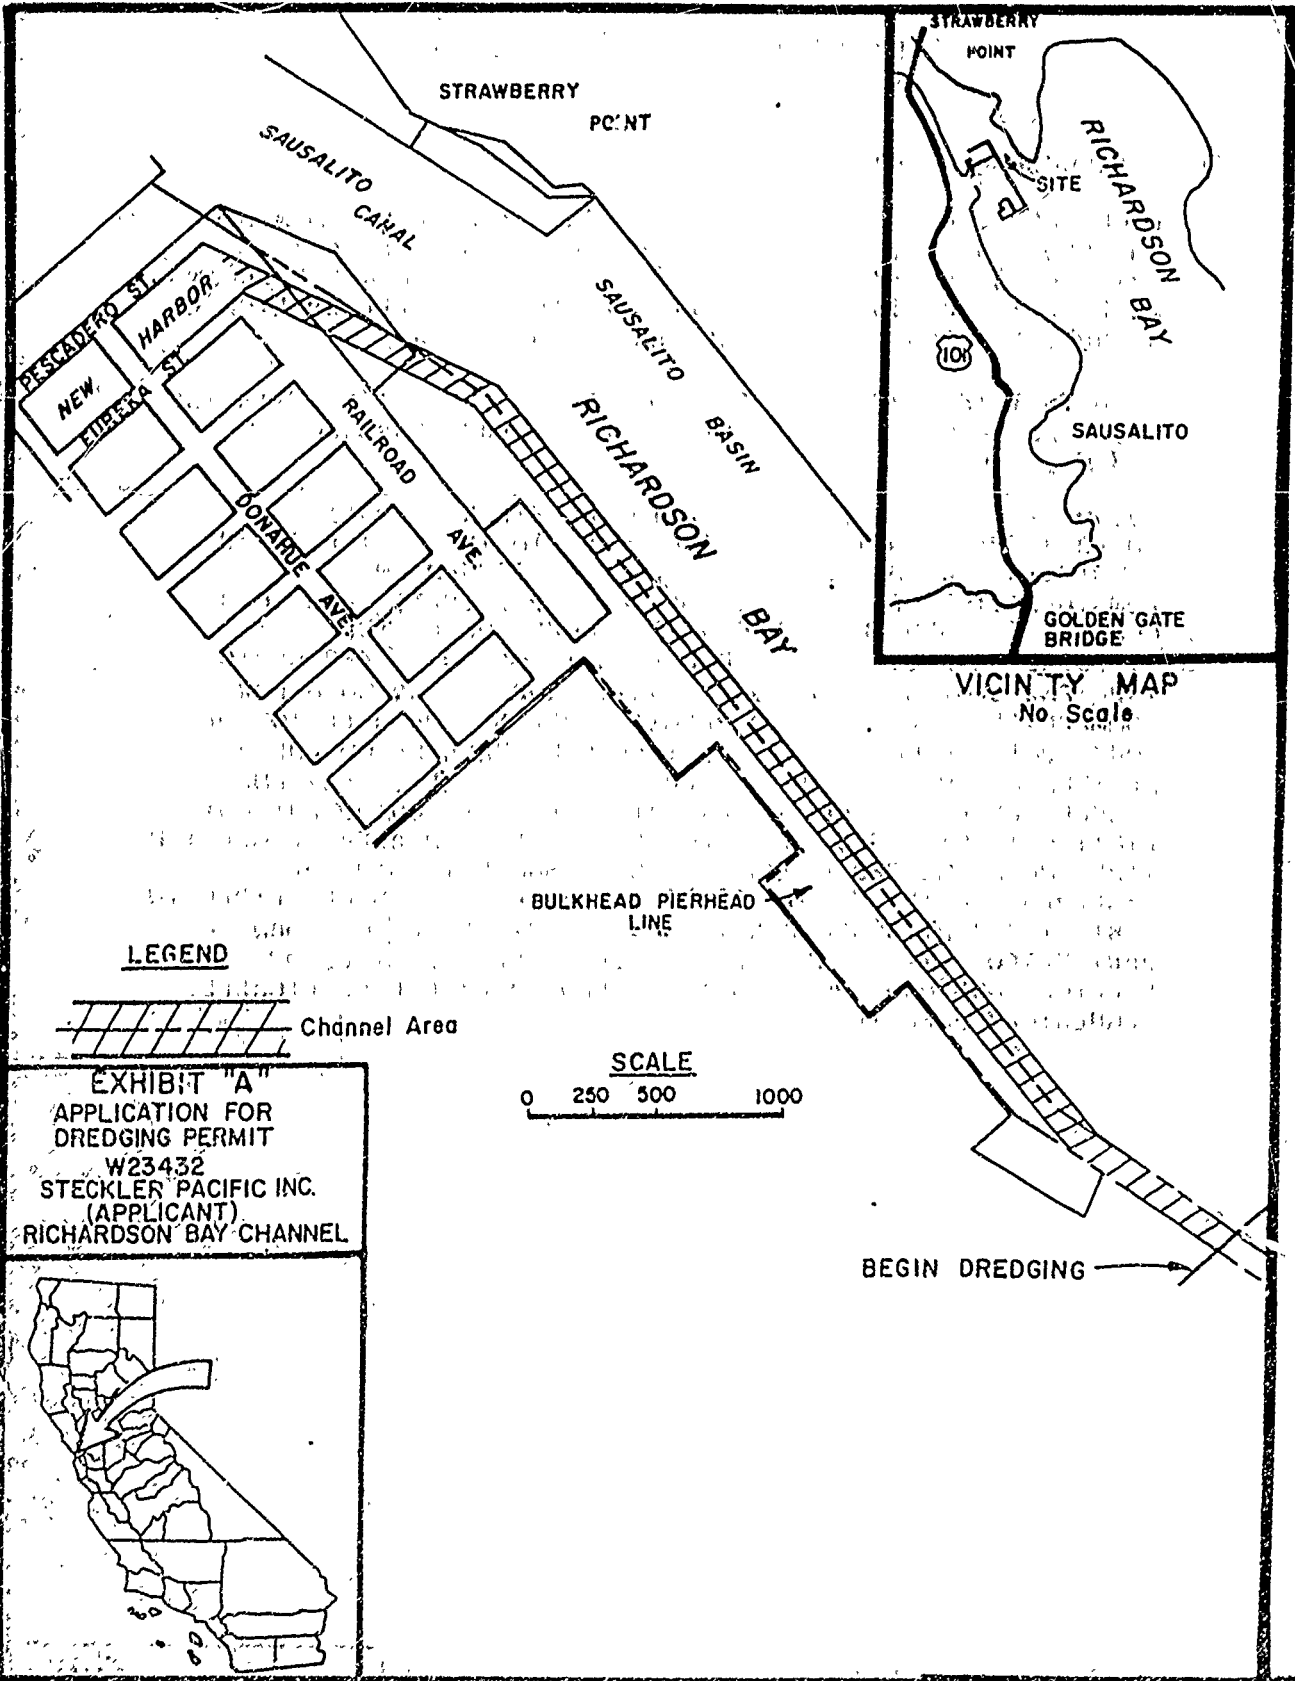 STRAWBERRY
POINT
SAUSALITO
CANAL
SAUSALITO
BASIN
RICHARDSON
BAY
PESCADERO ST.
HARBOR
NEW
EUREKA ST.
RAILROAD
AVE.
DONAHUE
AVE.
BULKHEAD PIERHEAD
LINE
STRAWBERRY
POINT
SITE
RICHARDSON
BAY
101
SAUSALITO
GOLDEN GATE
BRIDGE
VICINITY MAP
No Scale
LEGEND
Channel Area
SCALE
0 250 500 1000
BEGIN DREDGING
EXHIBIT "A"
APPLICATION FOR
DREDGING PERMIT
W23432
STECKLER PACIFIC INC.
(APPLICANT)
RICHARDSON BAY CHANNEL